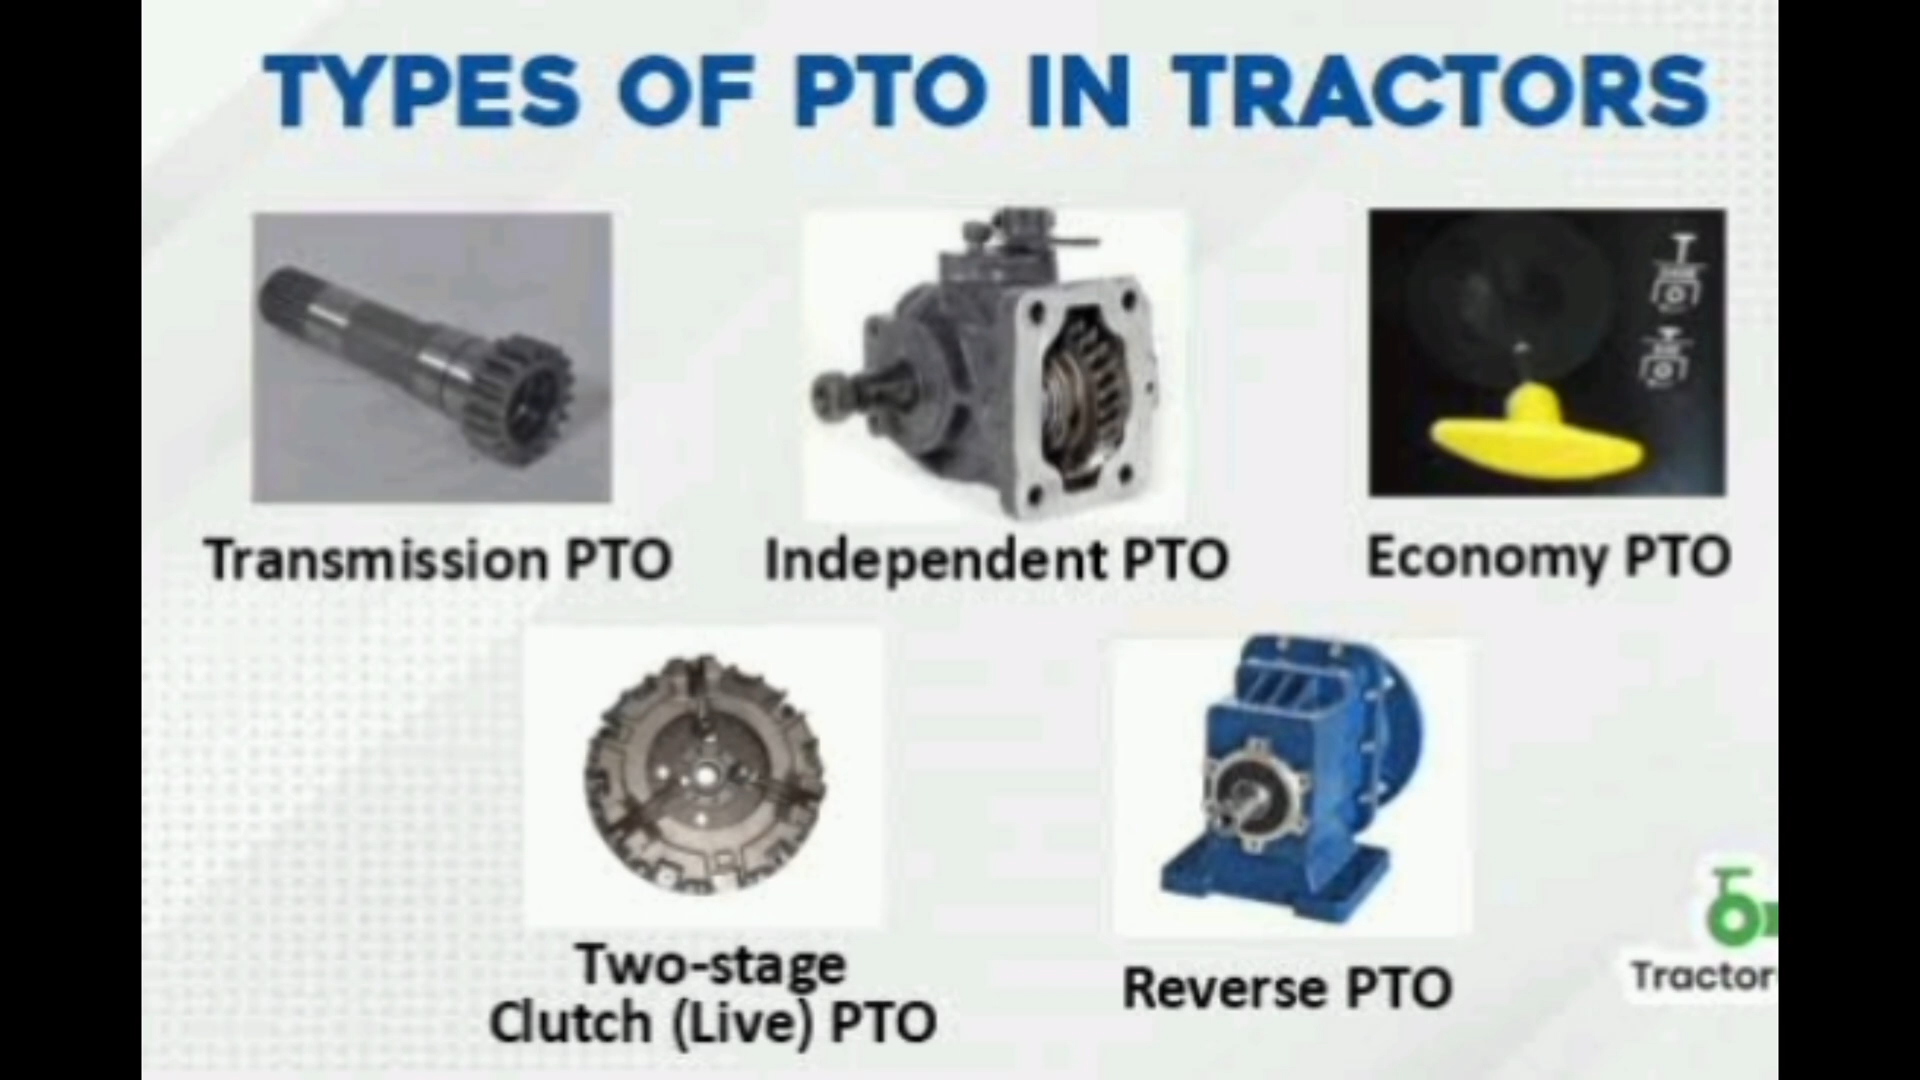 TYPES OF PTO IN TRACTORS
Transmission PTO
Independent PTO
Economy PTO
Two-stage
Clutch (Live) PTO
Reverse PTO
Tractor